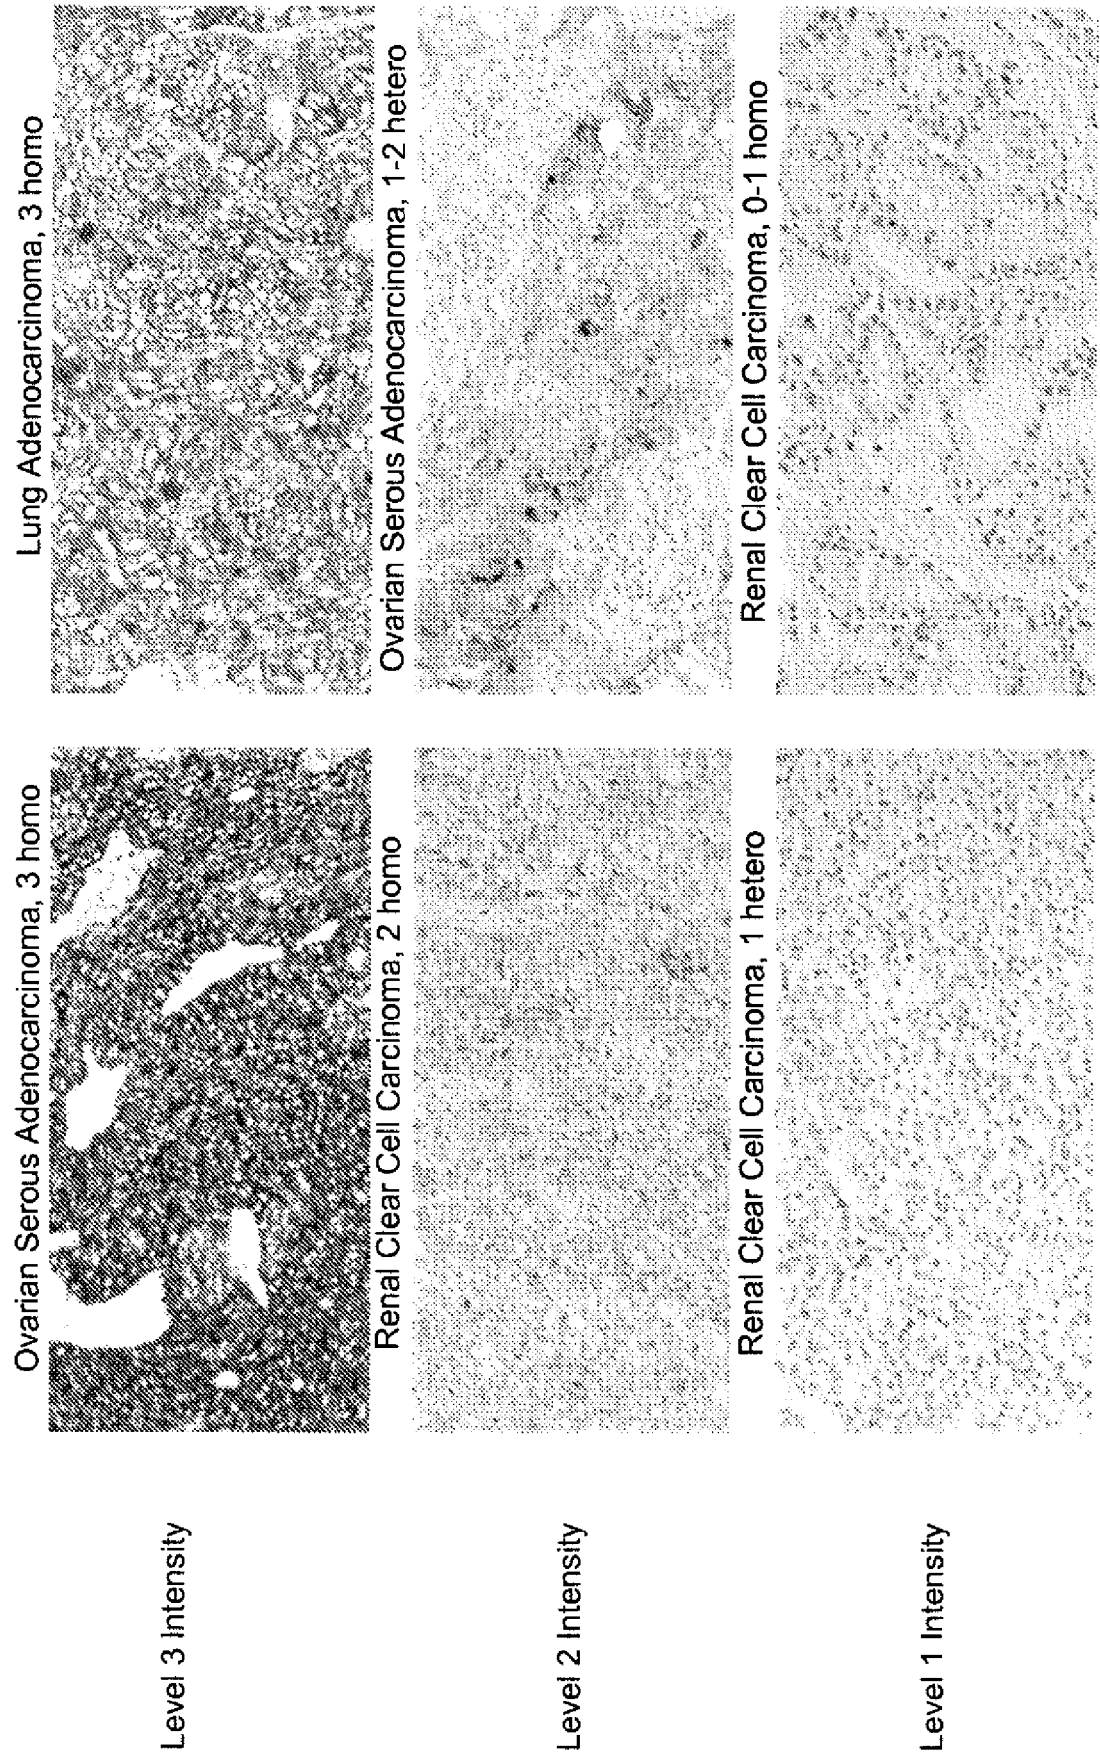 Level 3 Intensity
Ovarian Serous Adenocarcinoma, 3 homo
Lung Adenocarcinoma, 3 homo
Level 2 Intensity
Renal Clear Cell Carcinoma, 2 homo
Ovarian Serous Adenocarcinoma, 1-2 hetero
Level 1 Intensity
Renal Clear Cell Carcinoma, 1 hetero
Renal Clear Cell Carcinoma, 0-1 homo